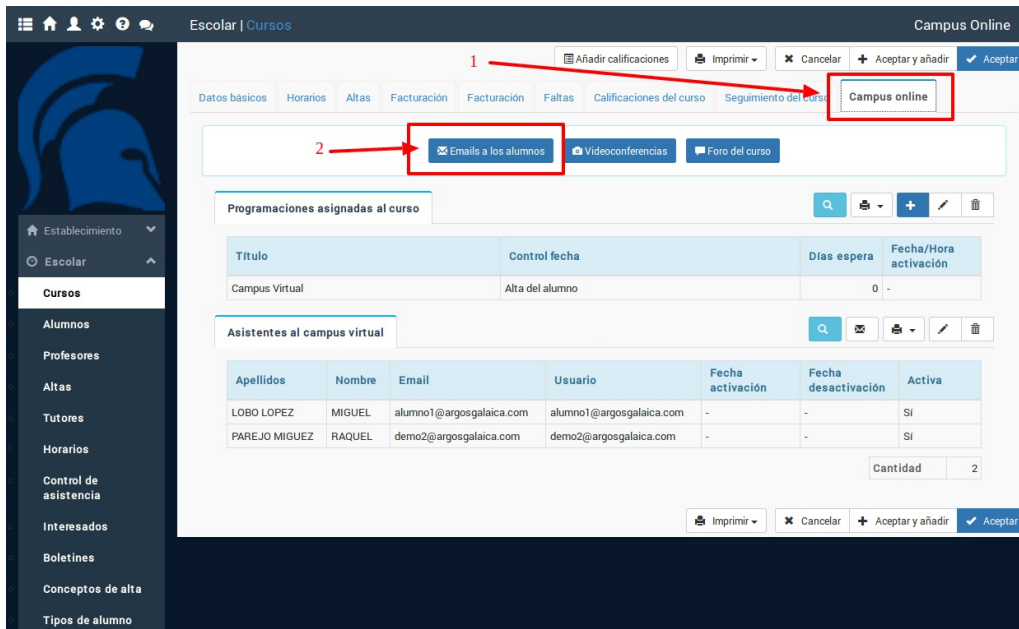 Escolar | Cursos
Campus Online
1
Añadir calificaciones
Imprimir
Cancelar
Aceptar y añadir
Aceptar
Datos básicos
Horarios
Altas
Facturación
Facturación
Faltas
Calificaciones del curso
Seguimiento del curso
Campus online
2
Emails a los alumnos
Videoconferencias
Foro del curso
Programaciones asignadas al curso
Título
Control fecha
Días espera
Fecha/Hora
activación
Campus Virtual
Alta del alumno
0
-
Asistentes al campus virtual
Apellidos
Nombre
Email
Usuario
Fecha
activación
Fecha
desactivación
Activa
LOBO LOPEZ
MIGUEL
alumno1@argosgalaica.com
alumno1@argosgalaica.com
-
-
Sí
PAREJO MIGUEZ
RAQUEL
demo2@argosgalaica.com
demo2@argosgalaica.com
-
-
Sí
Cantidad
2
Imprimir
Cancelar
Aceptar y añadir
Aceptar
Establecimiento
Escolar
Cursos
Alumnos
Profesores
Altas
Tutores
Horarios
Control de
asistencia
Interesados
Boletines
Conceptos de alta
Tipos de alumno